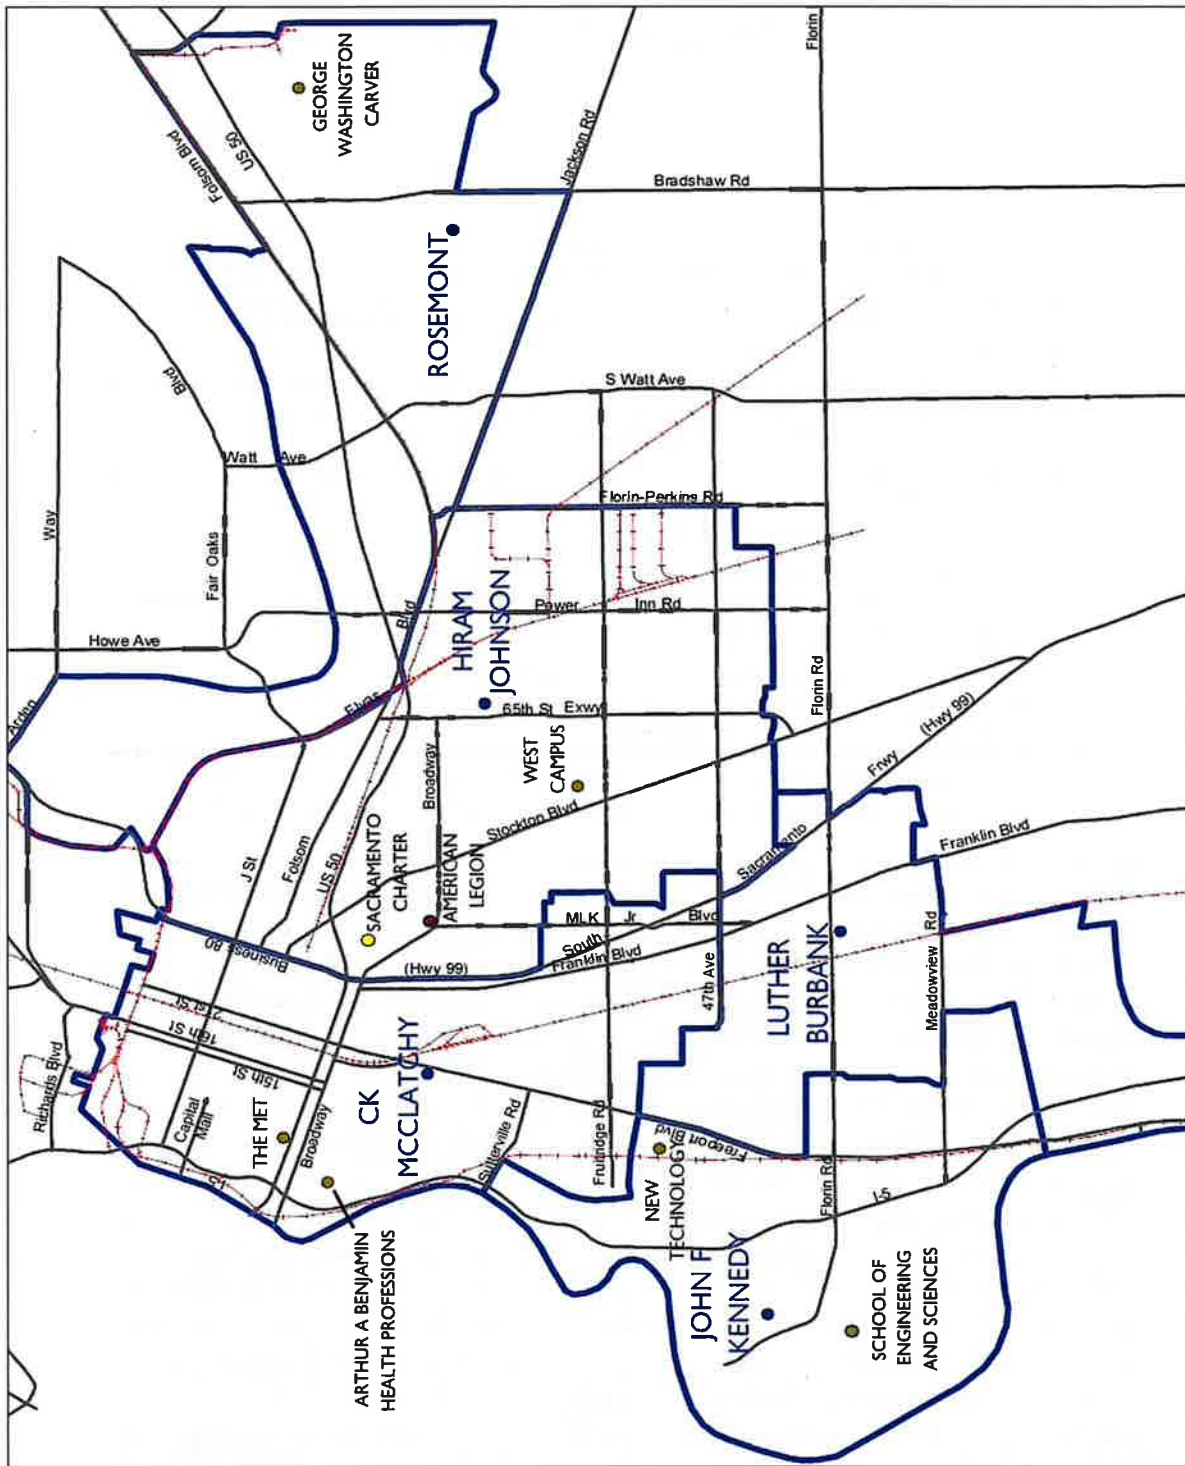 Florin
GEORGE
WASHINGTON
CARVER
US 50
Folsom Blvd
Jackson Rd
Bradshaw Rd
ROSEMONT
Blvd
S Watt Ave
Watt Ave
Way
Fair Oaks
Florin-Perkins Rd
HIRAM
JOHNSON
Blvd
Power Inn Rd
Howe Ave
Arden
Elvas
65th St Exwy
Florin Rd
(Hwy 99)
Frwy
WEST
CAMPUS
Broadway
Stockton Blvd
Sacramento
Franklin Blvd
J St
Folsom
US 50
SACRAMENTO
CHARTER
AMERICAN
LEGION
MLK Jr Blvd
South
Business 80
(Hwy 99)
Franklin Blvd
47th Ave
LUTHER
BURBANK
Meadowview Rd
21st St
16th St
15th St
Richards Blvd
Capital
Mall
THE MET
Broadway
CK
MCCLATCHY
Sutterville Rd
Fruitridge Rd
Freeport Blvd
Florin Rd
I-5
I-5
NEW
TECHNOLOGY
ARTHUR A BENJAMIN
HEALTH PROFESSIONS
JOHN F
KENNEDY
SCHOOL OF
ENGINEERING
AND SCIENCES